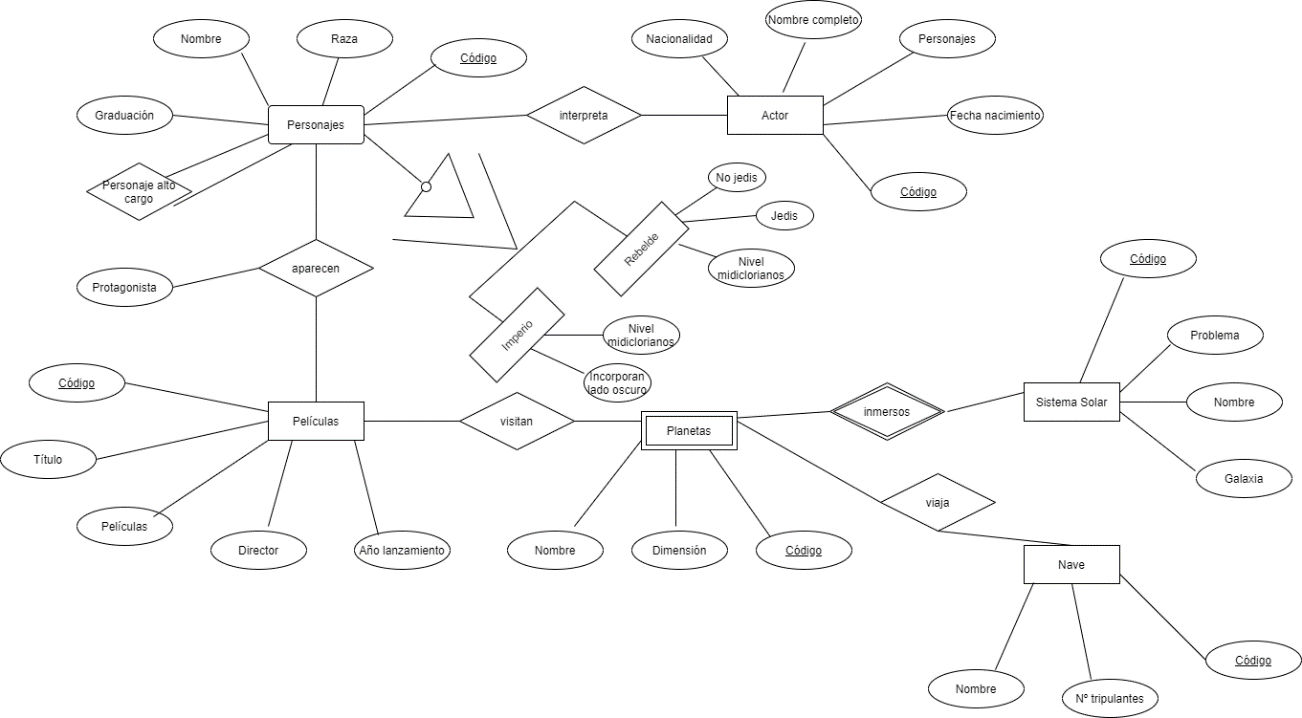 Nombre
Raza
Código
Nacionalidad
Nombre completo
Personajes
Graduación
Personajes
interpreta
Actor
Fecha nacimiento
Personaje alto
cargo
No jedis
Código
Jedis
Rebelde
Nivel
midiclorianos
Código
aparecen
Protagonista
Imperio
Nivel
midiclorianos
Problema
Código
Incorporan
lado oscuro
Sistema Solar
Nombre
inmersos
Películas
visitan
Planetas
Título
Galaxia
viaja
Películas
Director
Año lanzamiento
Nombre
Dimensión
Código
Nave
Código
Nombre
Nº tripulantes